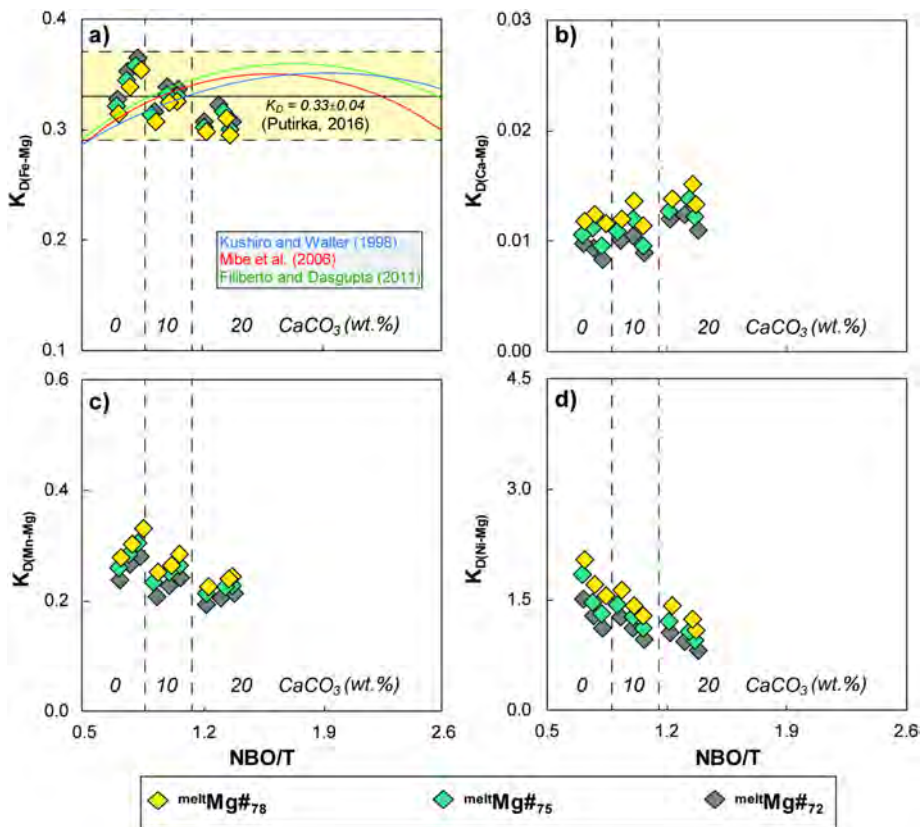 a)
0.4
0.3
0.2
0.1
K_D(Fe-Mg)
K_D = 0.33±0.04
(Putirka, 2016)
Kushiro and Walter (1998)
Mibe et al. (2006)
Filiberto and Dasgupta (2011)
0 10 20 CaCO₃ (wt.%)
b)
0.03
0.02
0.01
0.00
K_D(Ca-Mg)
0 10 20 CaCO₃ (wt.%)
c)
0.6
0.4
0.2
0.0
K_D(Mn-Mg)
0 10 20 CaCO₃ (wt.%)
0.5 1.2 1.9 2.6
NBO/T
d)
4.5
3.0
1.5
0.0
K_D(Ni-Mg)
0 10 20 CaCO₃ (wt.%)
0.5 1.2 1.9 2.6
NBO/T
meltMg#78 meltMg#75 meltMg#72